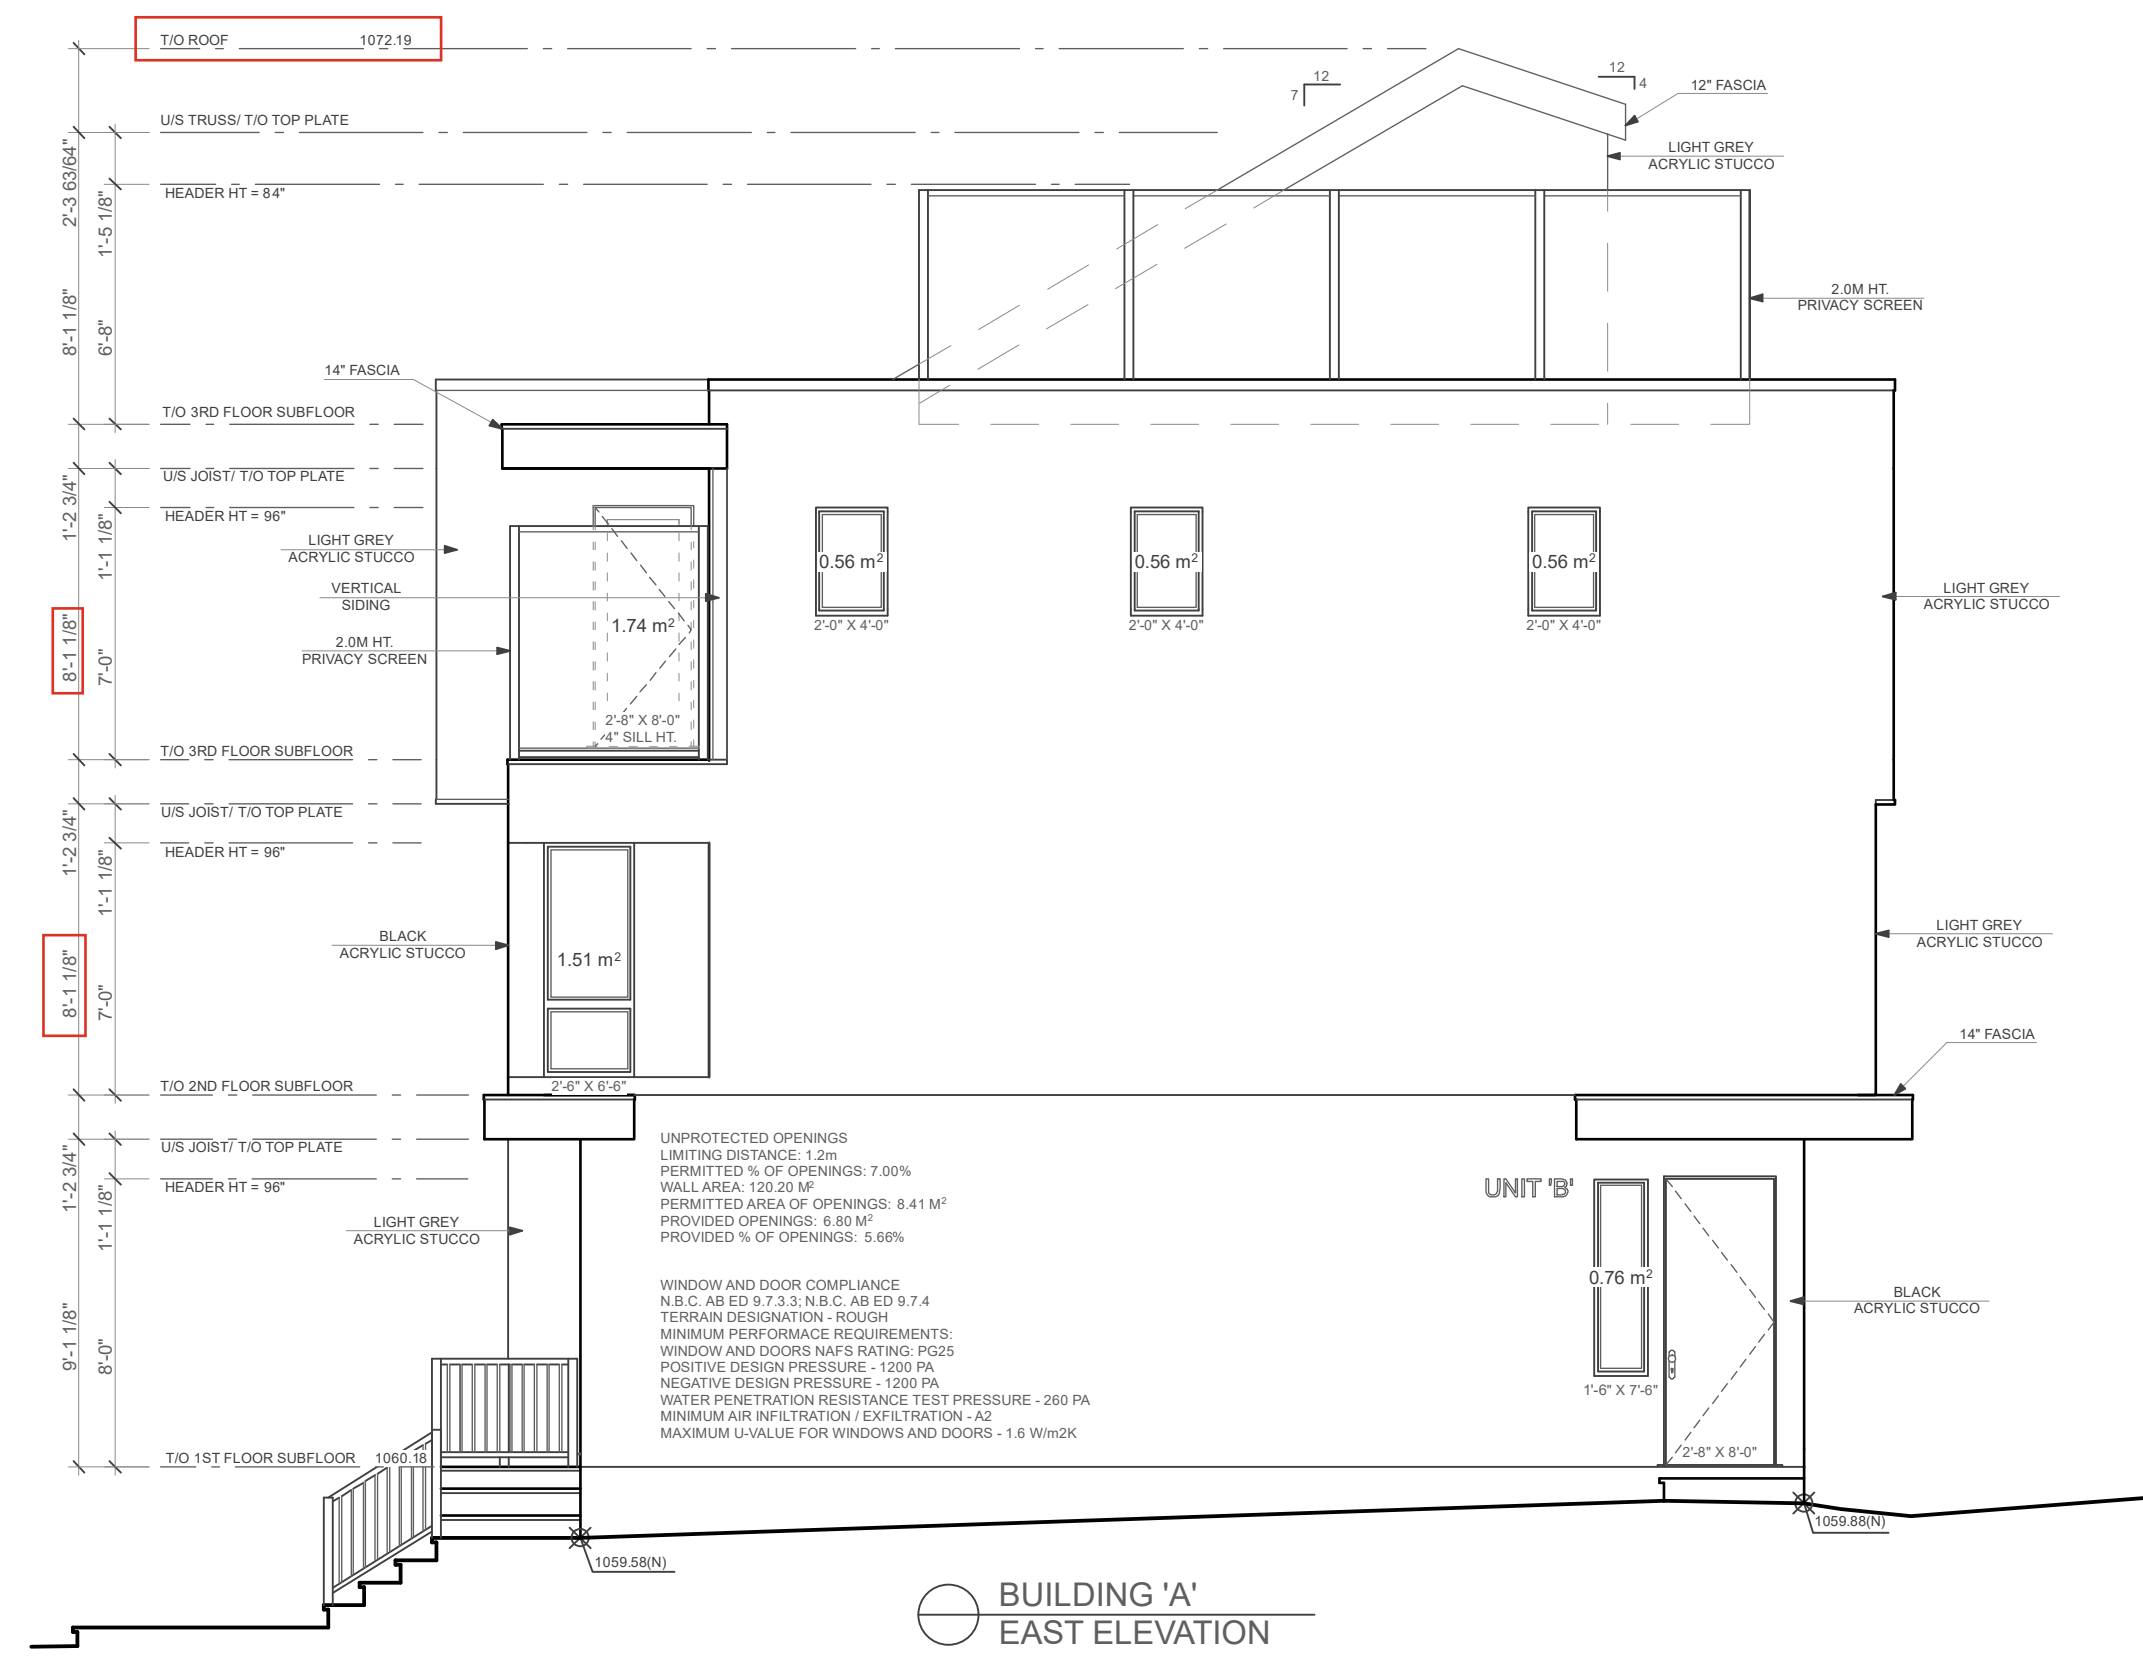 T/O ROOF 1072.19
12
7
12
4
12" FASCIA
U/S TRUSS/ T/O TOP PLATE
LIGHT GREY
ACRYLIC STUCCO
2'-3 63/64"
HEADER HT = 84"
1'-5 1/8"
8'-1 1/8"
6'-8"
2.0M HT.
PRIVACY SCREEN
14" FASCIA
T/O 3RD FLOOR SUBFLOOR
U/S JOIST/ T/O TOP PLATE
1'-2 3/4"
HEADER HT = 96"
1'-1 1/8"
LIGHT GREY
ACRYLIC STUCCO
VERTICAL
SIDING
2.0M HT.
PRIVACY SCREEN
8'-1 1/8"
7'-0"
1.74 m²
2'-8" X 8'-0"
4" SILL HT.
0.56 m²
2'-0" X 4'-0"
0.56 m²
2'-0" X 4'-0"
0.56 m²
2'-0" X 4'-0"
LIGHT GREY
ACRYLIC STUCCO
T/O 3RD FLOOR SUBFLOOR
U/S JOIST/ T/O TOP PLATE
1'-2 3/4"
HEADER HT = 96"
1'-1 1/8"
BLACK
ACRYLIC STUCCO
8'-1 1/8"
7'-0"
1.51 m²
2'-6" X 6'-6"
LIGHT GREY
ACRYLIC STUCCO
14" FASCIA
T/O 2ND FLOOR SUBFLOOR
U/S JOIST/ T/O TOP PLATE
1'-2 3/4"
HEADER HT = 96"
1'-1 1/8"
LIGHT GREY
ACRYLIC STUCCO
9'-1 1/8"
8'-0"
UNPROTECTED OPENINGS
LIMITING DISTANCE: 1.2m
PERMITTED % OF OPENINGS: 7.00%
WALL AREA: 120.20 M²
PERMITTED AREA OF OPENINGS: 8.41 M²
PROVIDED OPENINGS: 6.80 M²
PROVIDED % OF OPENINGS: 5.66%
WINDOW AND DOOR COMPLIANCE
N.B.C. AB ED 9.7.3.3; N.B.C. AB ED 9.7.4
TERRAIN DESIGNATION - ROUGH
MINIMUM PERFORMACE REQUIREMENTS:
WINDOW AND DOORS NAFS RATING: PG25
POSITIVE DESIGN PRESSURE - 1200 PA
NEGATIVE DESIGN PRESSURE - 1200 PA
WATER PENETRATION RESISTANCE TEST PRESSURE - 260 PA
MINIMUM AIR INFILTRATION / EXFILTRATION - A2
MAXIMUM U-VALUE FOR WINDOWS AND DOORS - 1.6 W/m2K
UNIT 'B'
0.76 m²
1'-6" X 7'-6"
2'-8" X 8'-0"
BLACK
ACRYLIC STUCCO
T/O 1ST FLOOR SUBFLOOR 1060.18
1059.58(N)
1059.88(N)
BUILDING 'A'
EAST ELEVATION